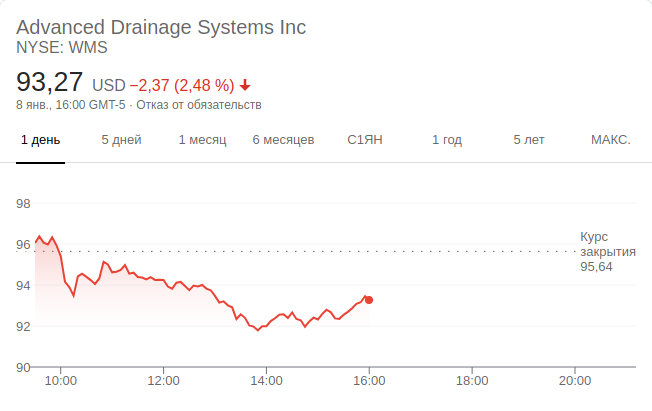 Advanced Drainage Systems Inc
NYSE: WMS
93,27 USD −2,37 (2,48 %)
8 янв., 16:00 GMT-5 · Отказ от обязательств
1 день 5 дней 1 месяц 6 месяцев С1ЯН 1 год 5 лет МАКС.
98
96
94
92
90
Курс
закрытия
95,64
10:00 12:00 14:00 16:00 18:00 20:00